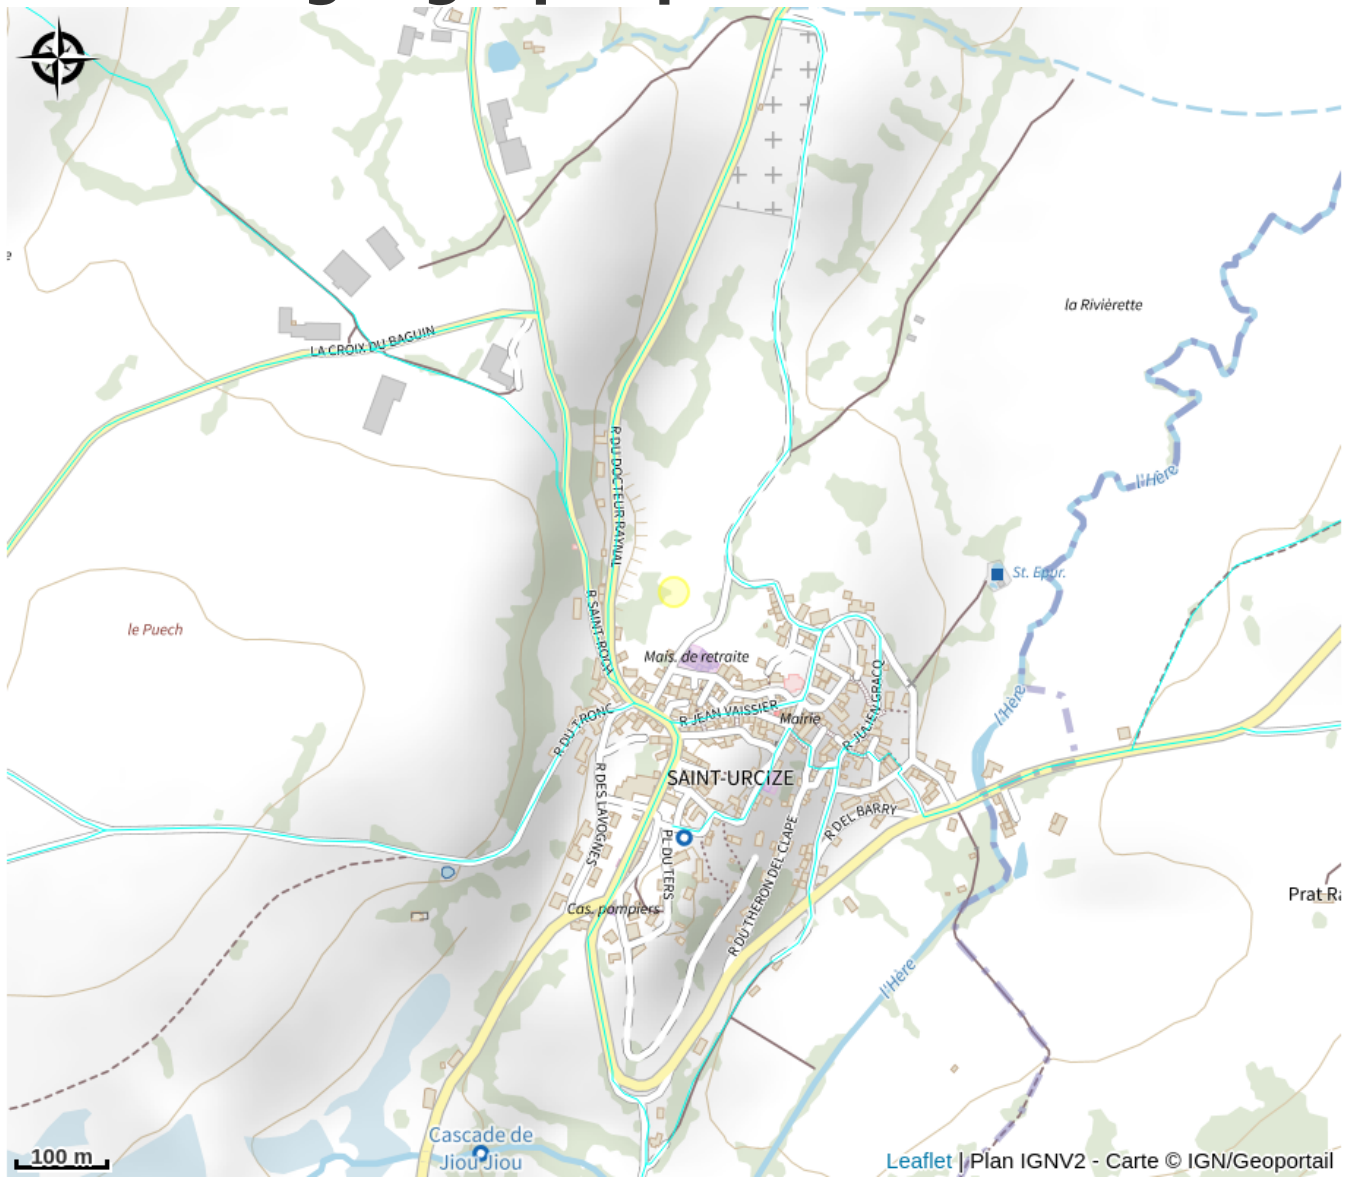 la Rivièrette
LA CROIX DU BAGUIN
R DU DOCTEUR RAYNAL
l'Hère
St. Epur.
R SAINT-ROCH
le Puech
Mais. de retraite
R JULIEN GRACQ
l'Hère
R JEAN VAISSIER
Mairie
R DU TRONC
SAINT-URCIZE
R DES LAVOGNES
R DEL BARRY
PL DU TERS
R DU THERON DEL CLAPE
Prat Ra
Cas. pompiers
l'Hère
Cascade de
Jiou Jiou
100 m
Leaflet | Plan IGNV2 - Carte © IGN/Geoportail